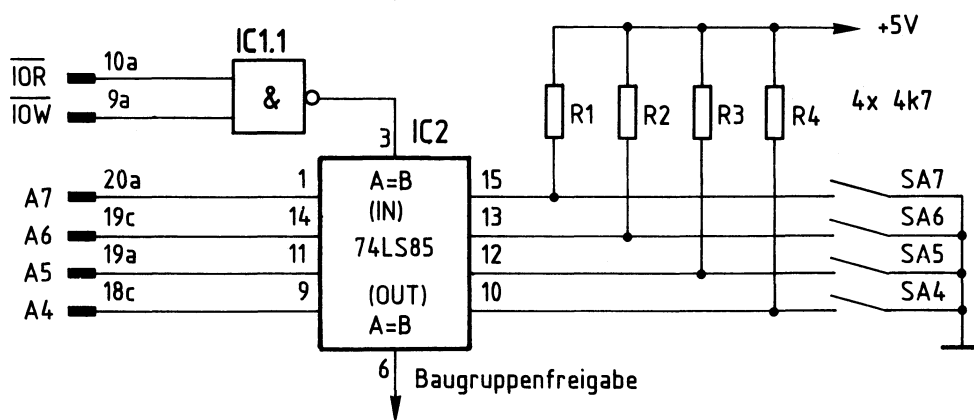 IC1.1
+5V
IOR 10a
IOW 9a
&
R1 R2 R3 R4 4x 4k7
3 IC2
A7 20a 1 A=B 15 SA7
(IN)
A6 19c 14 13 SA6
74LS85
A5 19a 11 12 SA5
A4 18c 9 (OUT) 10 SA4
A=B
6 Baugruppenfreigabe